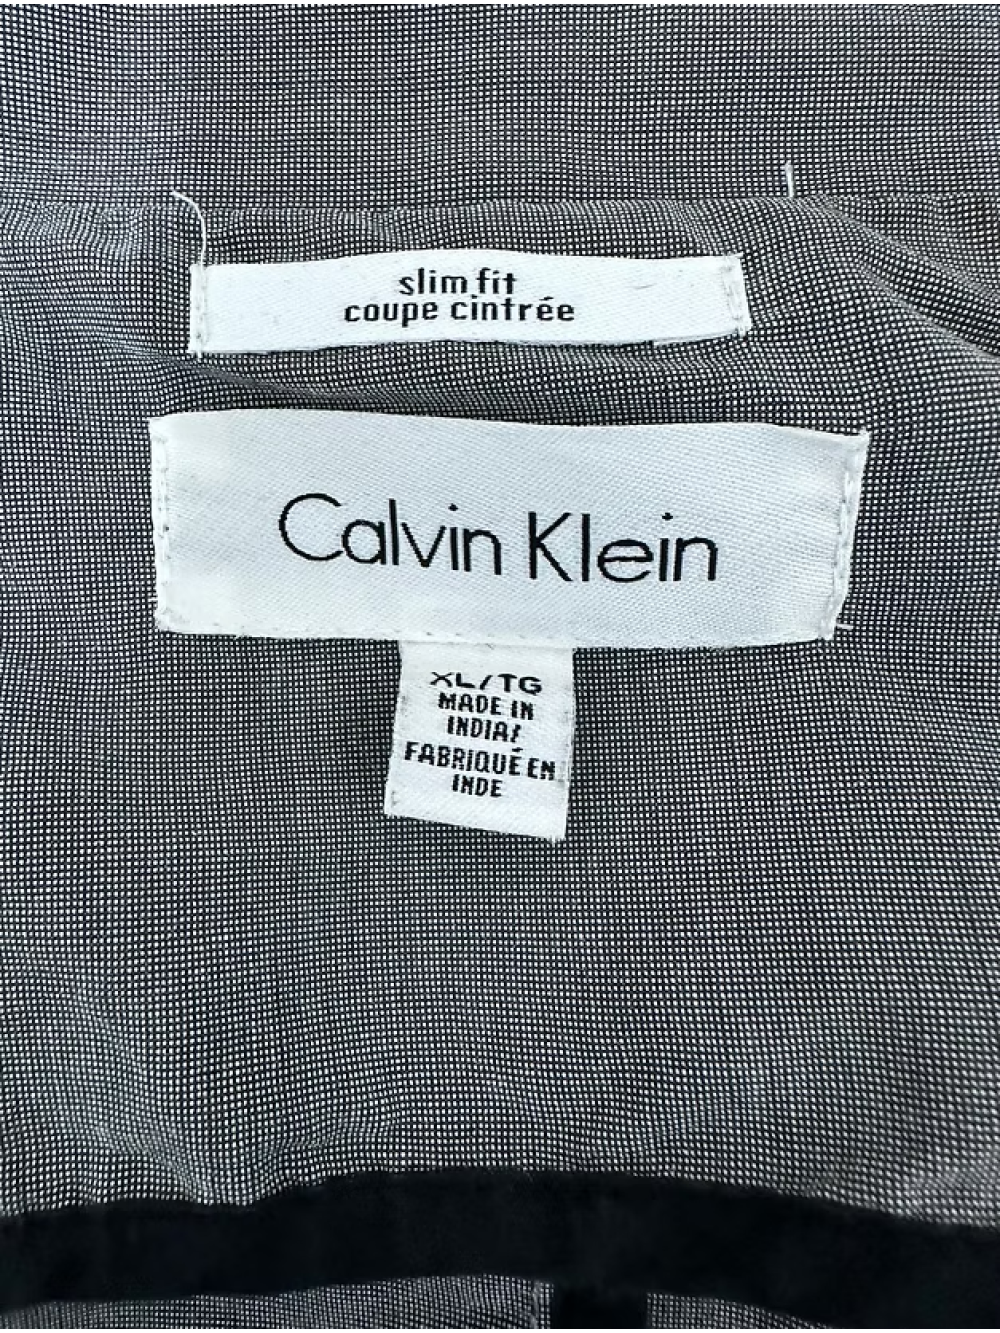 slim fit
coupe cintrée
Calvin Klein
XL/TG
MADE IN
INDIA/
FABRIQUÉ EN
INDE